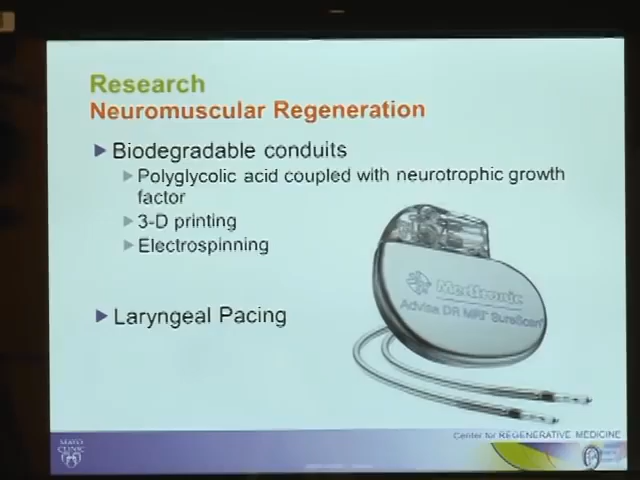 Research
Neuromuscular Regeneration
Biodegradable conduits
Polyglycolic acid coupled with neurotrophic growth
factor
3-D printing
Electrospinning
Medtronic
Advisa DR MRI SureScan
Laryngeal Pacing
Center for REGENERATIVE MEDICINE
MAYO
CLINIC